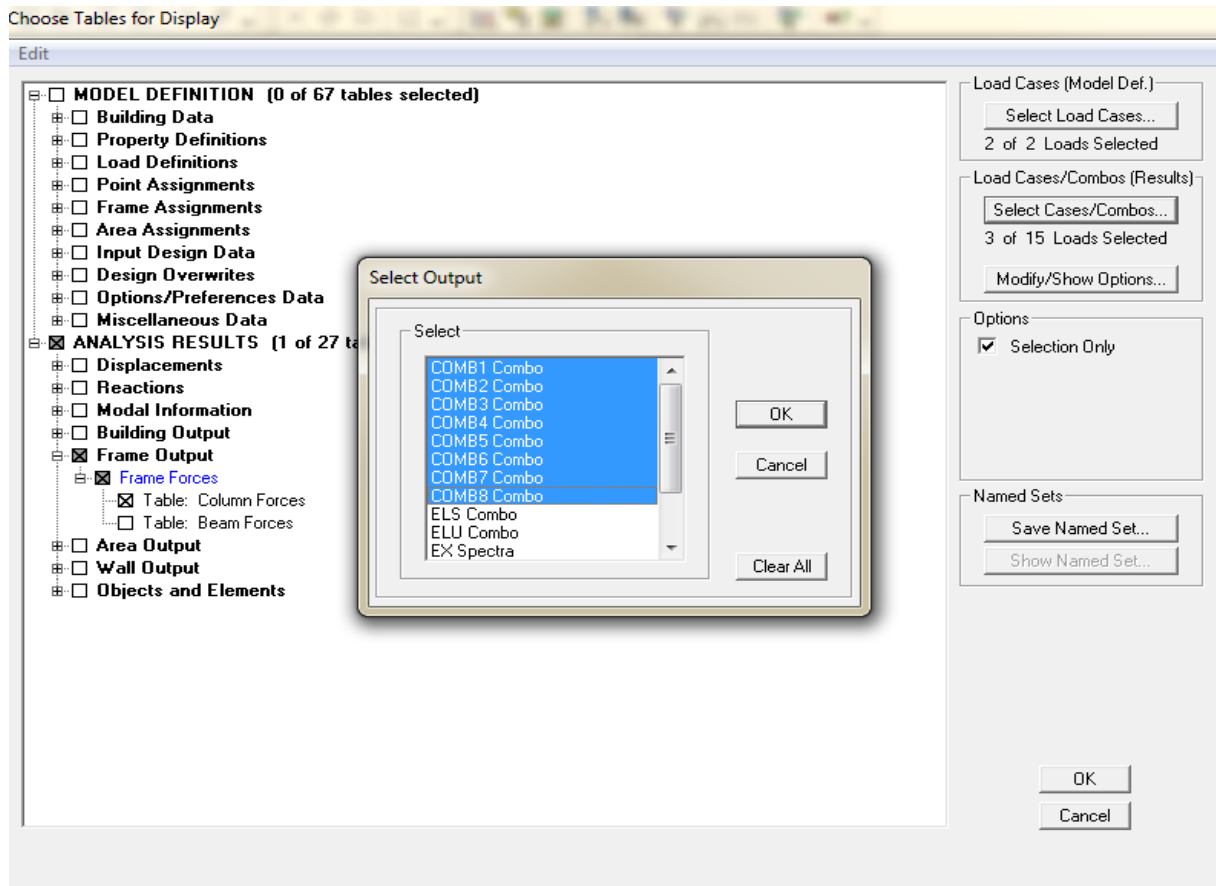 Choose Tables for Display
Edit
MODEL DEFINITION (0 of 67 tables selected)
Building Data
Property Definitions
Load Definitions
Point Assignments
Frame Assignments
Area Assignments
Input Design Data
Design Overwrites
Options/Preferences Data
Miscellaneous Data
ANALYSIS RESULTS (1 of 27 ta
Displacements
Reactions
Modal Information
Building Output
Frame Output
Frame Forces
Table: Column Forces
Table: Beam Forces
Area Output
Wall Output
Objects and Elements
Select Output
Select
COMB1 Combo
COMB2 Combo
COMB3 Combo
COMB4 Combo
COMB5 Combo
COMB6 Combo
COMB7 Combo
COMB8 Combo
ELS Combo
ELU Combo
EX Spectra
OK
Cancel
Clear All
Load Cases (Model Def.)
Select Load Cases...
2 of 2 Loads Selected
Load Cases/Combos (Results)
Select Cases/Combos...
3 of 15 Loads Selected
Modify/Show Options...
Options
Selection Only
Named Sets
Save Named Set...
Show Named Set...
OK
Cancel